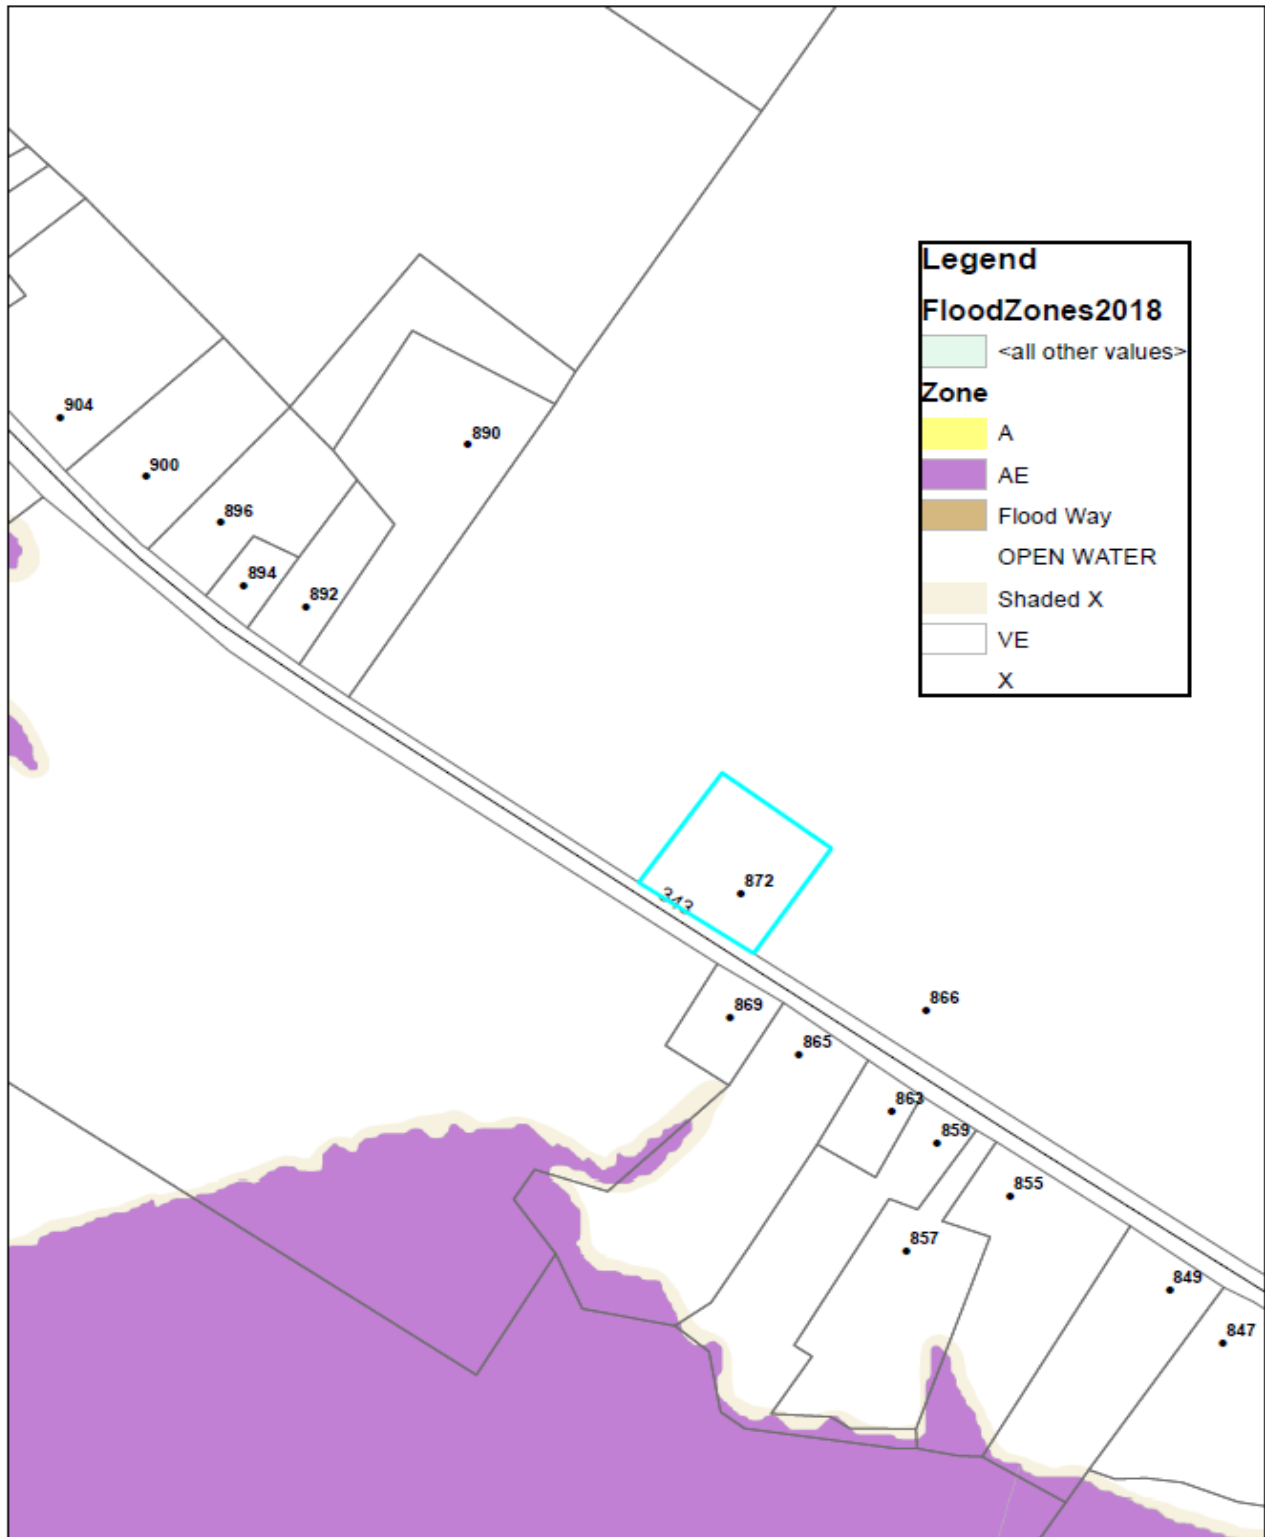 Legend
FloodZones2018
<all other values>
Zone
A
AE
Flood Way
OPEN WATER
Shaded X
VE
X
904
900
890
896
894
892
872
343
869
866
865
863
859
855
857
849
847